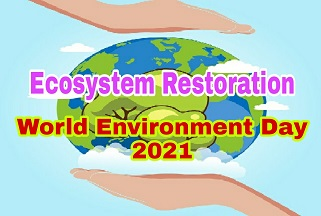 Ecosystem Restoration
World Environment Day
2021